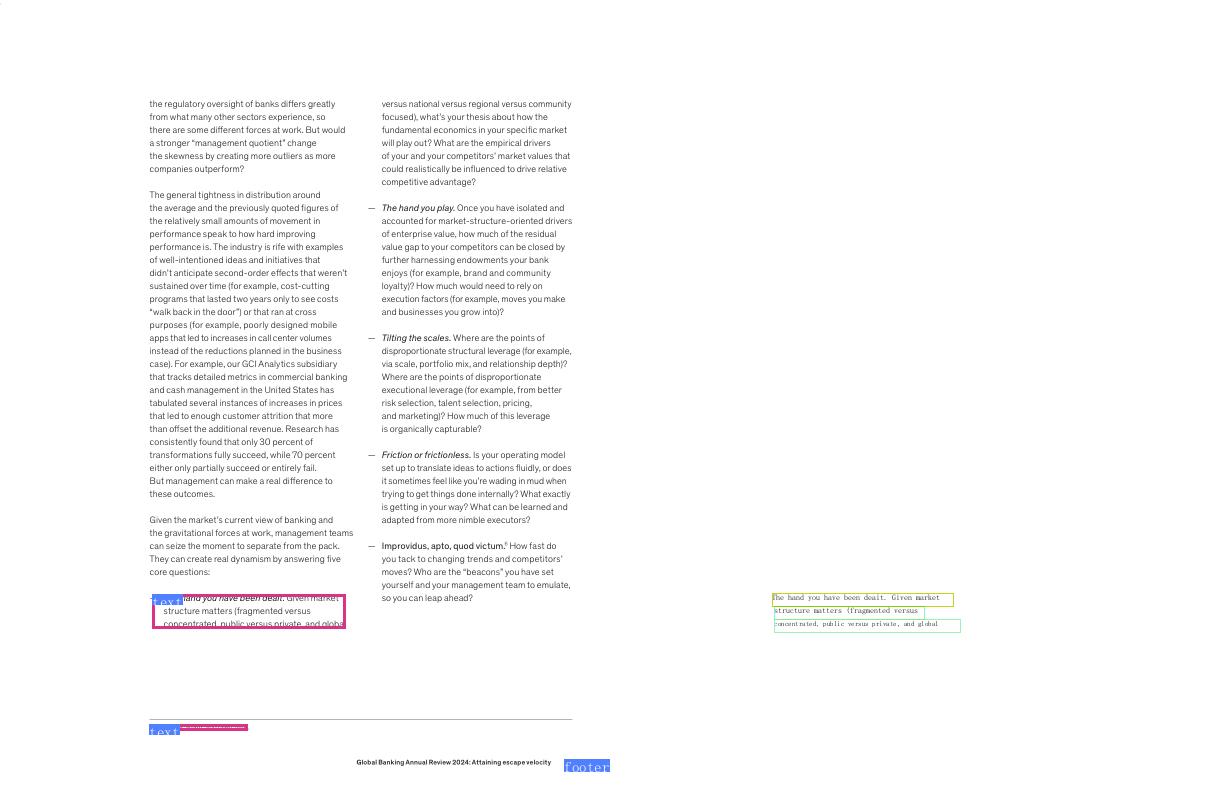 the regulatory oversight of banks differs greatly
from what many other sectors experience, so
there are some different forces at work. But would
a stronger “management quotient” change
the skewness by creating more outliers as more
companies outperform?
The general tightness in distribution around
the average and the previously quoted figures of
the relatively small amounts of movement in
performance speak to how hard improving
performance is. The industry is rife with examples
of well-intentioned ideas and initiatives that
didn’t anticipate second-order effects that weren’t
sustained over time (for example, cost-cutting
programs that lasted two years only to see costs
“walk back in the door”) or that ran at cross
purposes (for example, poorly designed mobile
apps that led to increases in call center volumes
instead of the reductions planned in the business
case). For example, our GCI Analytics subsidiary
that tracks detailed metrics in commercial banking
and cash management in the United States has
tabulated several instances of increases in prices
that led to enough customer attrition that more
than offset the additional revenue. Research has
consistently found that only 30 percent of
transformations fully succeed, while 70 percent
either only partially succeed or entirely fail.
But management can make a real difference to
these outcomes.
Given the market’s current view of banking and
the gravitational forces at work, management teams
can seize the moment to separate from the pack.
They can create real dynamism by answering five
core questions:
text
hand you have been dealt. Given market
structure matters (fragmented versus
concentrated, public versus private, and global
versus national versus regional versus community
focused), what’s your thesis about how the
fundamental economics in your specific market
will play out? What are the empirical drivers
of your and your competitors’ market values that
could realistically be influenced to drive relative
competitive advantage?
— The hand you play. Once you have isolated and
accounted for market-structure-oriented drivers
of enterprise value, how much of the residual
value gap to your competitors can be closed by
further harnessing endowments your bank
enjoys (for example, brand and community
loyalty)? How much would need to rely on
execution factors (for example, moves you make
and businesses you grow into)?
— Tilting the scales. Where are the points of
disproportionate structural leverage (for example,
via scale, portfolio mix, and relationship depth)?
Where are the points of disproportionate
executional leverage (for example, from better
risk selection, talent selection, pricing,
and marketing)? How much of this leverage
is organically capturable?
— Friction or frictionless. Is your operating model
set up to translate ideas to actions fluidly, or does
it sometimes feel like you’re wading in mud when
trying to get things done internally? What exactly
is getting in your way? What can be learned and
adapted from more nimble executors?
— Improvidus, apto, quod victum.⁶ How fast do
you tack to changing trends and competitors’
moves? Who are the “beacons” you have set
yourself and your management team to emulate,
so you can leap ahead?
text
Global Banking Annual Review 2024: Attaining escape velocity
footer
The hand you have been dealt. Given market
structure matters (fragmented versus
concentrated, public versus private, and global